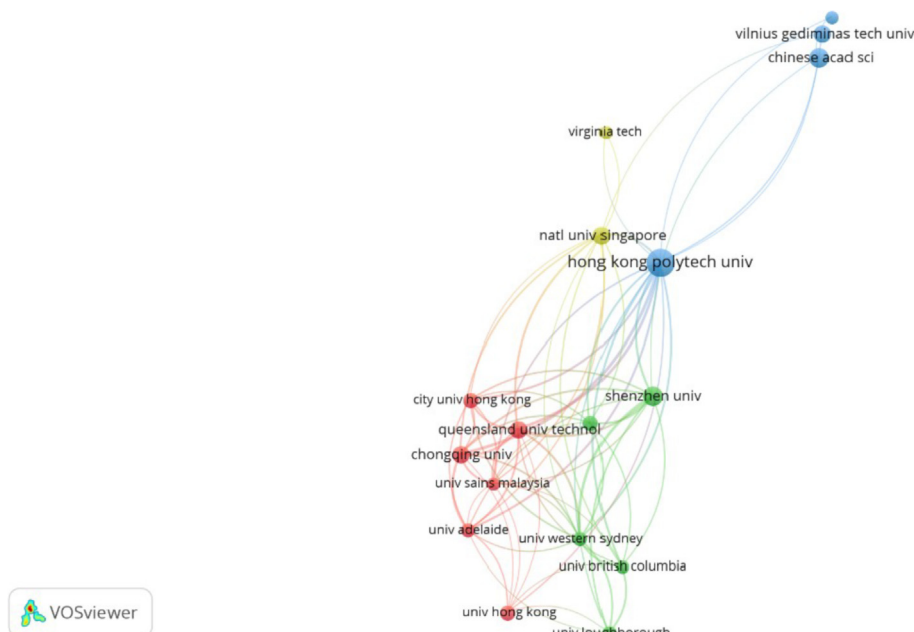 vilnius gediminas tech univ
chinese acad sci
virginia tech
natl univ singapore
hong kong polytech univ
city univ hong kong
shenzhen univ
queensland univ technol
chongqing univ
univ sains malaysia
univ adelaide
univ western sydney
univ british columbia
univ hong kong
univ loughborough
VOSviewer